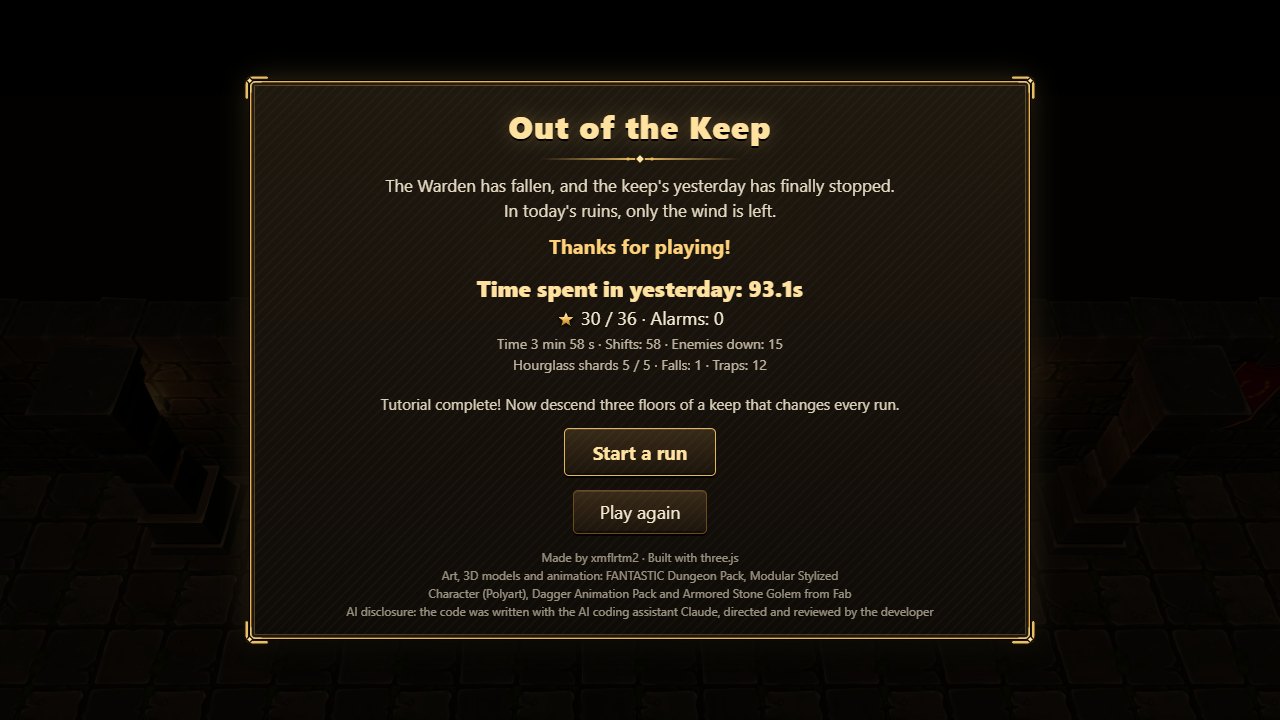 Out of the Keep
The Warden has fallen, and the keep's yesterday has finally stopped.
In today's ruins, only the wind is left.
Thanks for playing!
Time spent in yesterday: 93.1s
★ 30 / 36 · Alarms: 0
Time 3 min 58 s · Shifts: 58 · Enemies down: 15
Hourglass shards 5 / 5 · Falls: 1 · Traps: 12
Tutorial complete! Now descend three floors of a keep that changes every run.
Start a run
Play again
Made by xmflrtm2 · Built with three.js
Art, 3D models and animation: FANTASTIC Dungeon Pack, Modular Stylized
Character (Polyart), Dagger Animation Pack and Armored Stone Golem from Fab
AI disclosure: the code was written with the AI coding assistant Claude, directed and reviewed by the developer